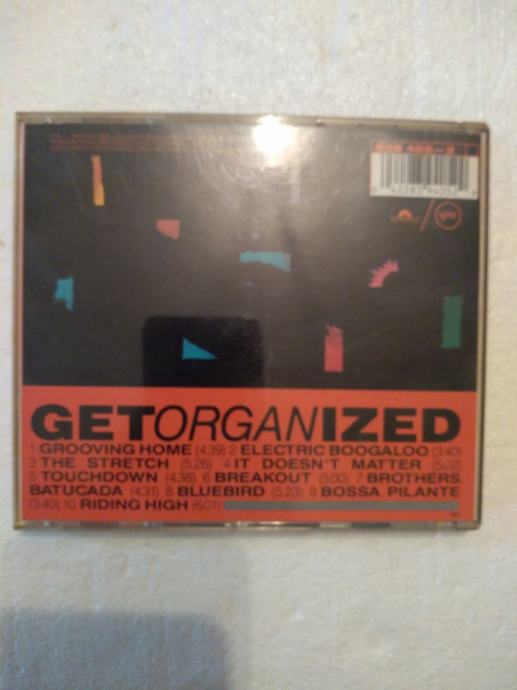 GETORGANIZED
1 GROOVING HOME (4.39) 2 ELECTRIC BOOGALOO (3:40)
3 THE STRETCH (5.26) 4 IT DOESN'T MATTER (5.02)
5 TOUCHDOWN (4.38) 6 BREAKOUT (5.00) 7 BROTHERS
BATUCADA (4.31) 8 BLUEBIRD (5.23) 9 BOSSA PILANTE
(3:40) 10 RIDING HIGH (6.01)